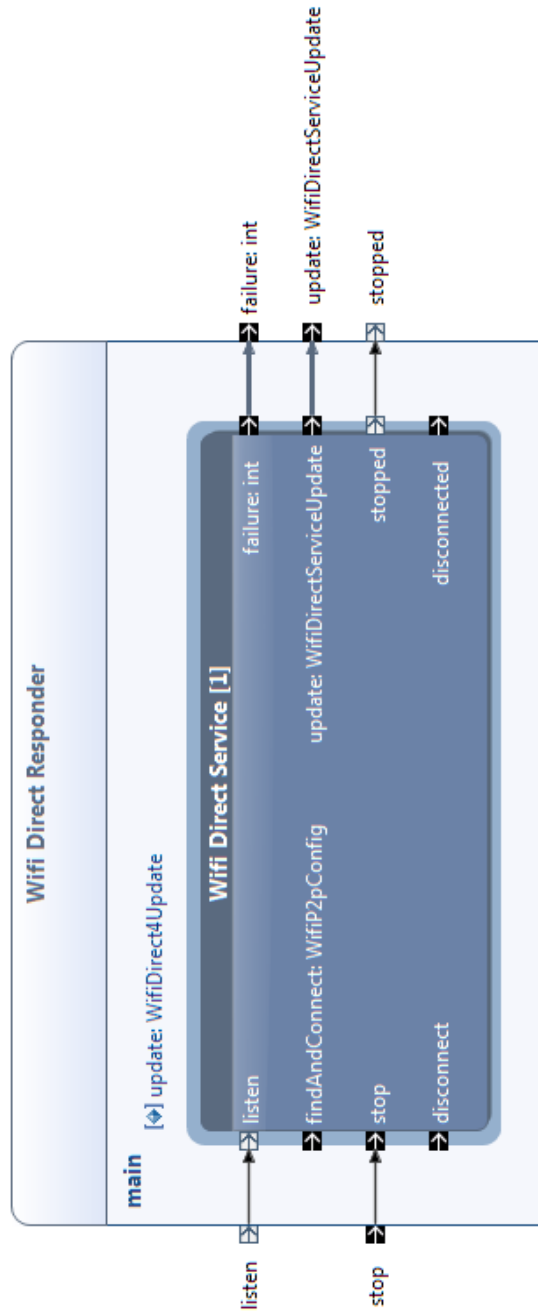 Wifi Direct Responder
main
[] update: WifiDirect4Update
Wifi Direct Service [1]
listen
listen
failure: int
failure: int
findAndConnect: WifiP2pConfig
update: WifiDirectServiceUpdate
update: WifiDirectServiceUpdate
stop
stop
stopped
stopped
disconnect
disconnected